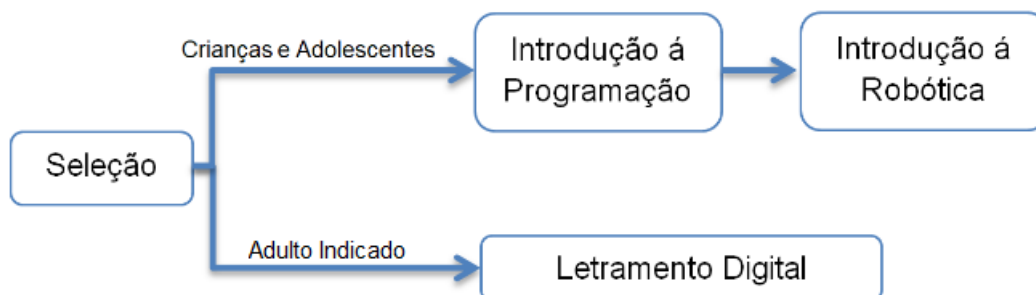 Crianças e Adolescentes
Introdução á
Programação
Introdução á
Robótica
Seleção
Adulto Indicado
Letramento Digital